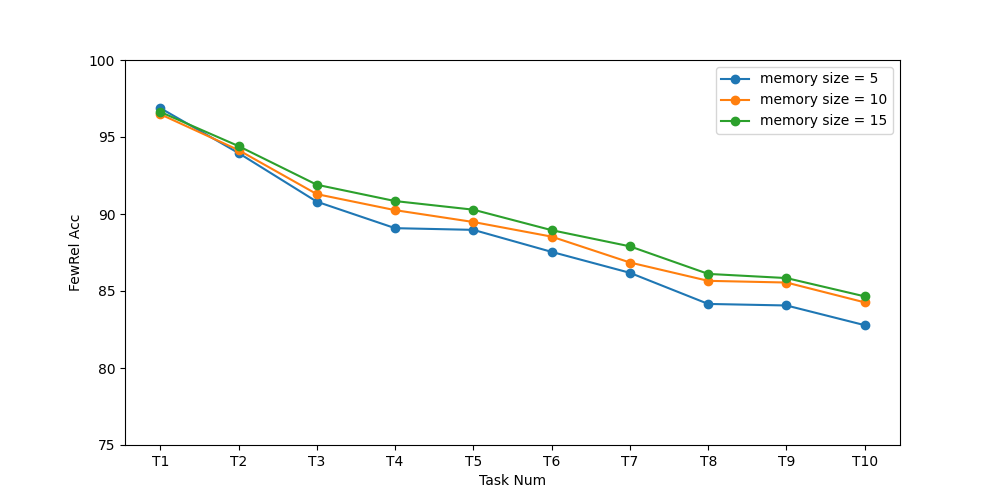 100
95
90
85
80
75
FewRel Acc
memory size = 5
memory size = 10
memory size = 15
T1 T2 T3 T4 T5 T6 T7 T8 T9 T10
Task Num